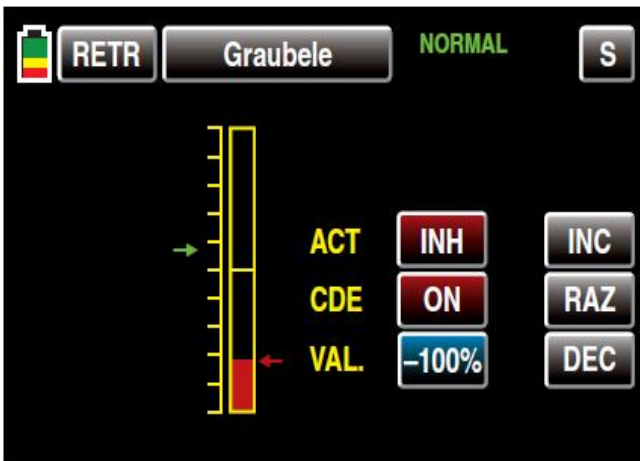 RETR Graubele NORMAL S
ACT INH INC
CDE ON RAZ
VAL. –100% DEC